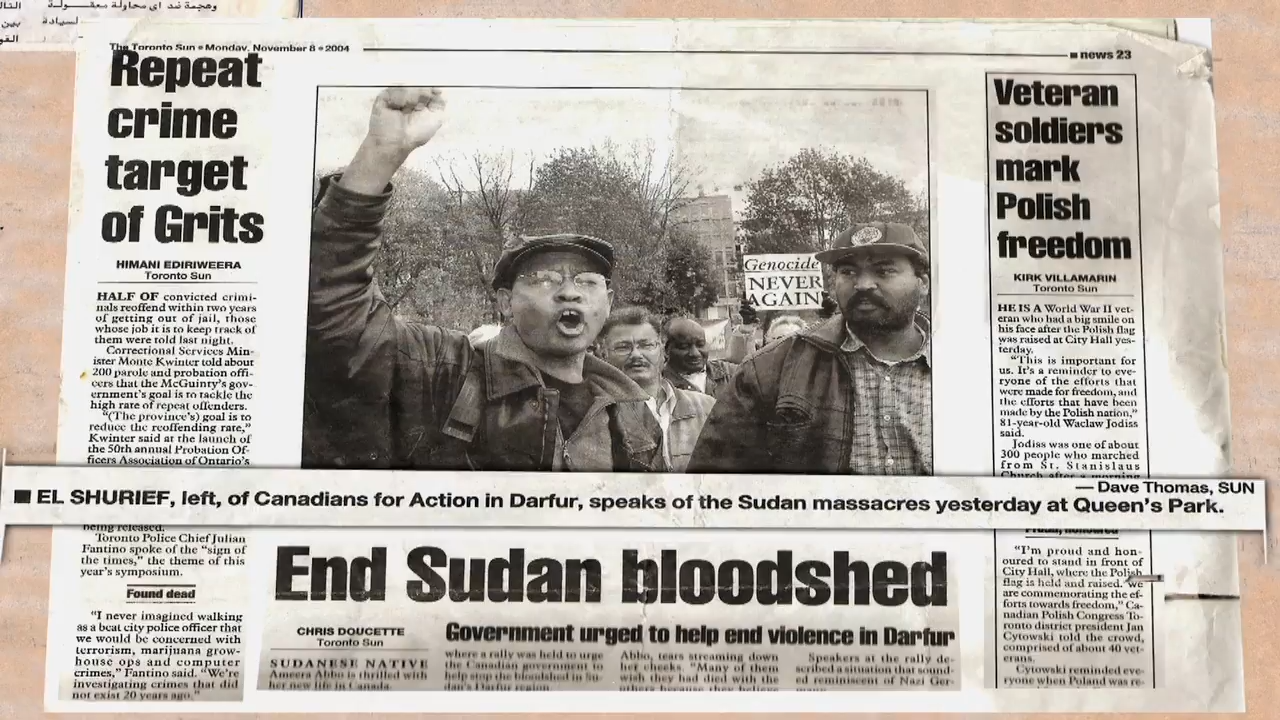 وهجمة ضد اي محاولة
بين
The Toronto Sun • Monday, November 8 • 2004
■ news 23
Repeat
crime
target
of Grits
HIMANI EDIRIWEERA
Toronto Sun
HALF OF convicted crimi-
nals reoffend within two years
of getting out of jail, those
whose job it is to keep track of
them were told last night.
Correctional Services Min-
ister Monte Kwinter told about
200 parole and probation offi-
cers that the McGuinty's gov-
ernment's goal is to tackle the
high rate of repeat offenders.
"(The province's) goal is to
reduce the reoffending rate,"
Kwinter said at the launch of
the 50th annual Probation Of-
ficers Association of Ontario's
being released.
Toronto Police Chief Julian
Fantino spoke of the "sign of
the times," the theme of this
year's symposium.
Found dead
"I never imagined walking
as a beat city police officer that
we would be concerned with
terrorism, marijuana grow-
house ops and computer
crimes," Fantino said. "We're
investigating crimes that did
not exist 20 years ago."
Genocide
NEVER
AGAIN
— Dave Thomas, SUN
■ EL SHURIEF, left, of Canadians for Action in Darfur, speaks of the Sudan massacres yesterday at Queen's Park.
End Sudan bloodshed
Government urged to help end violence in Darfur
CHRIS DOUCETTE
Toronto Sun
SUDANESE NATIVE
Ameera Abbo is thrilled with
her new life in Canada.
where a rally was held to urge
the Canadian government to
help stop the bloodshed in Su-
dan's Darfur region
Abbo, tears streaming down
her cheeks. "Many of them
wish they had died with the
others because they believe
Speakers at the rally de-
scribed a situation that sound-
ed reminiscent of Nazi Ger-
many
Veteran
soldiers
mark
Polish
freedom
KIRK VILLAMARIN
Toronto Sun
HE IS A World War II vet-
eran who had a big smile on
his face after the Polish flag
was raised at City Hall yes-
terday.
"This is important for
us. It's a reminder to eve-
ryone of the efforts that
were made for freedom, and
the efforts that have been
made by the Polish nation,"
81-year-old Waclaw Jodiss
said.
Jodiss was one of about
300 people who marched
from St. Stanislaus
Church after a morning
Proud, honoured
"I'm proud and hon-
oured to stand in front of
City Hall, where the Polish
flag is held and raised. We
are commemorating the ef-
forts towards freedom," Ca-
nadian Polish Congress To-
ronto district president Jan
Cytowski told the crowd,
comprised of about 40 vet-
erans.
Cytowski reminded eve-
ryone when Poland was re-